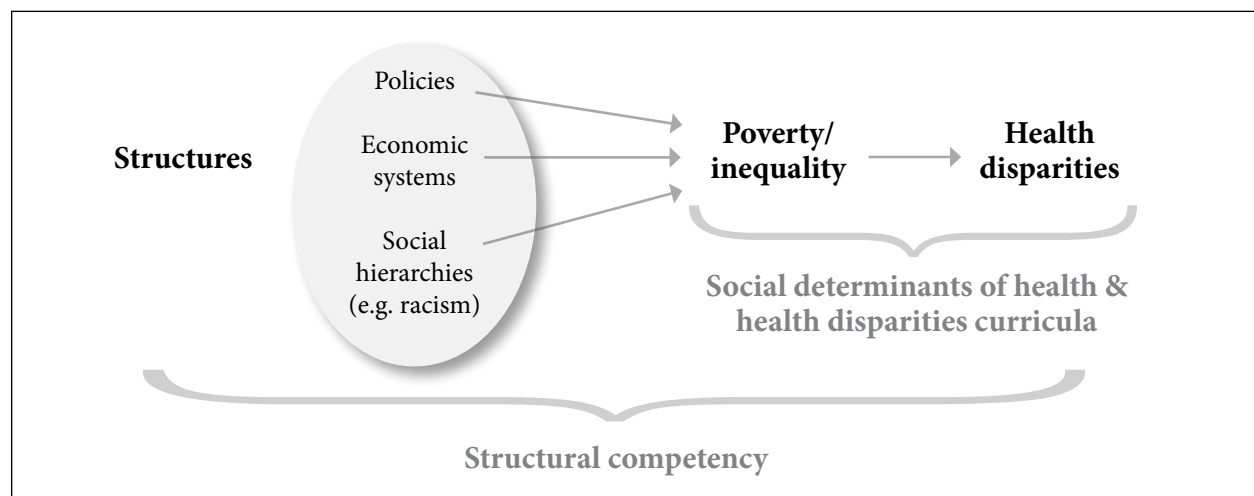 Structures
Policies
Economic
systems
Social
hierarchies
(e.g. racism)
Poverty/
inequality
Health
disparities
Social determinants of health &
health disparities curricula
Structural competency